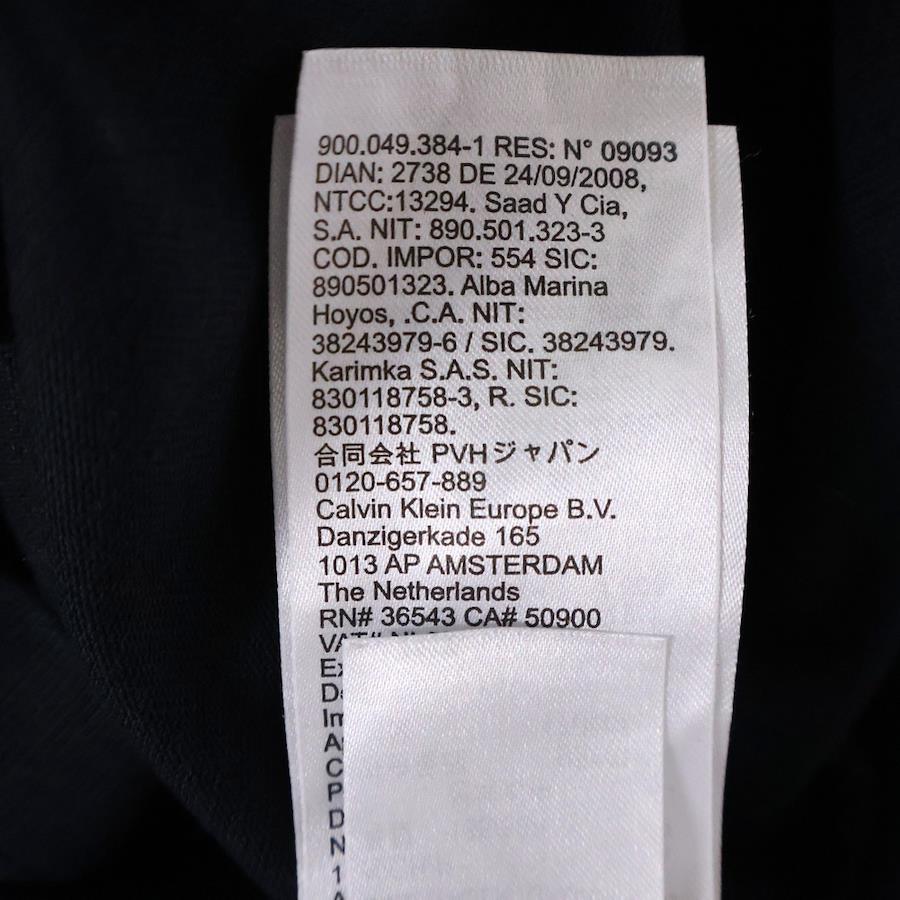 900.049.384-1 RES: N° 09093
DIAN: 2738 DE 24/09/2008,
NTCC:13294. Saad Y Cia,
S.A. NIT: 890.501.323-3
COD. IMPOR: 554 SIC:
890501323. Alba Marina
Hoyos, .C.A. NIT:
38243979-6 / SIC. 38243979.
Karimka S.A.S. NIT:
830118758-3, R. SIC:
830118758.
合同会社 PVHジャパン
0120-657-889
Calvin Klein Europe B.V.
Danzigerkade 165
1013 AP AMSTERDAM
The Netherlands
RN# 36543 CA# 50900